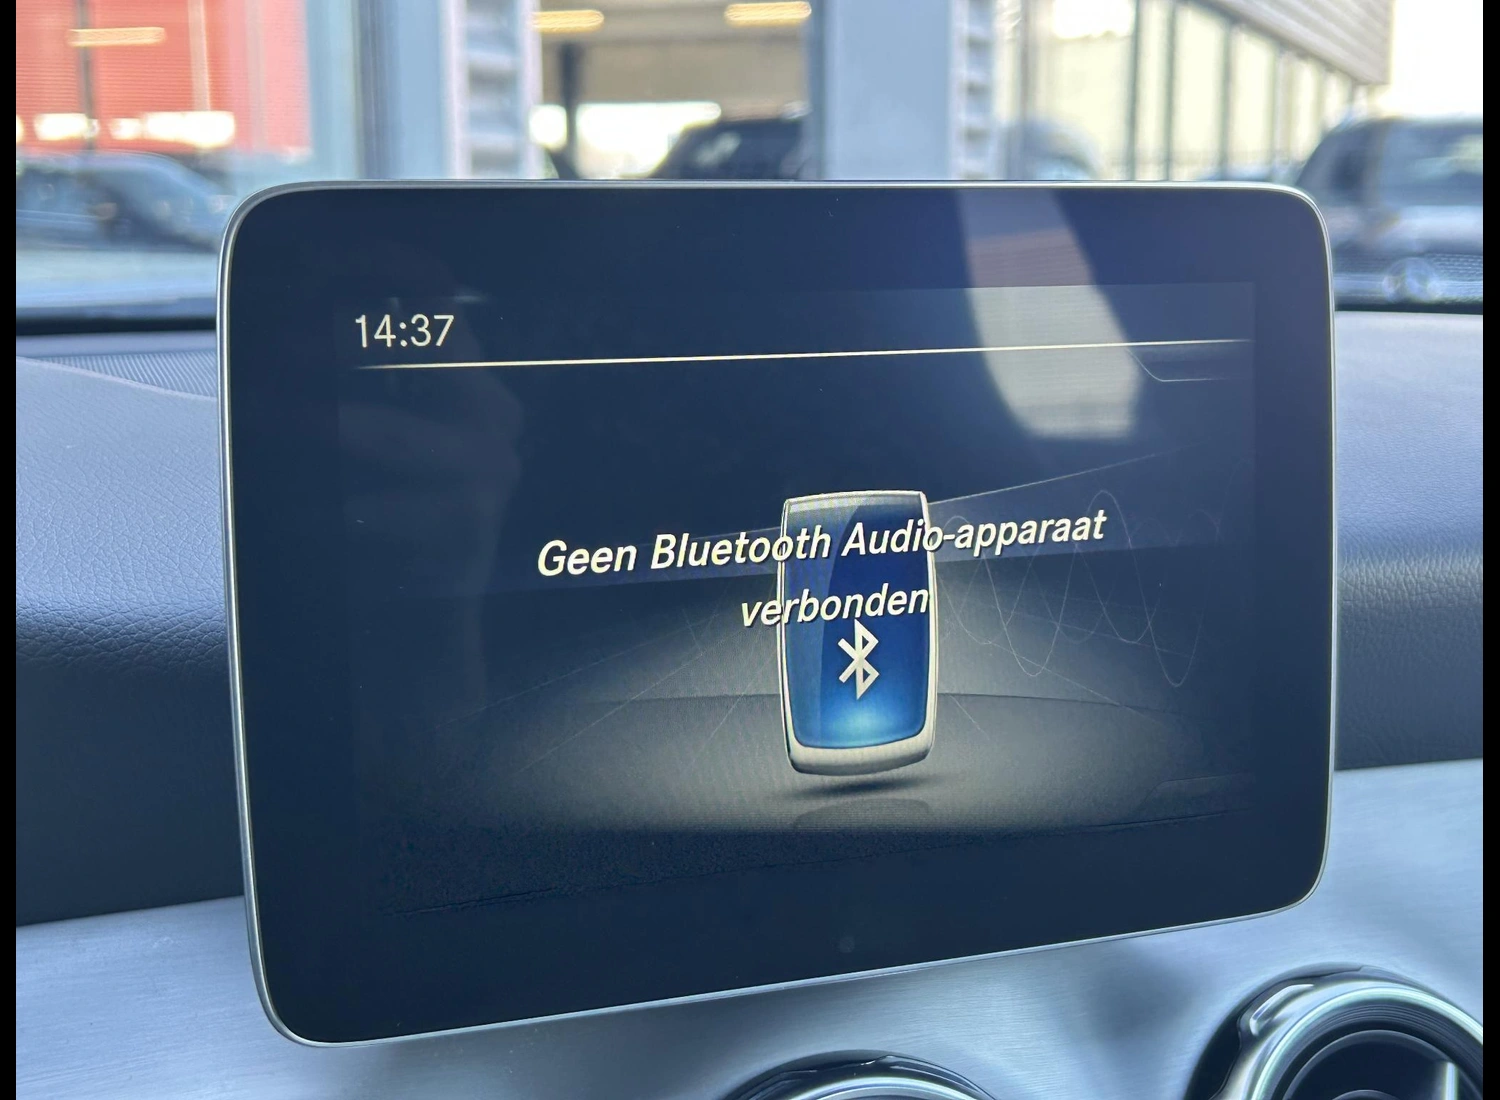 14:37
Geen Bluetooth Audio-apparaat
verbonden